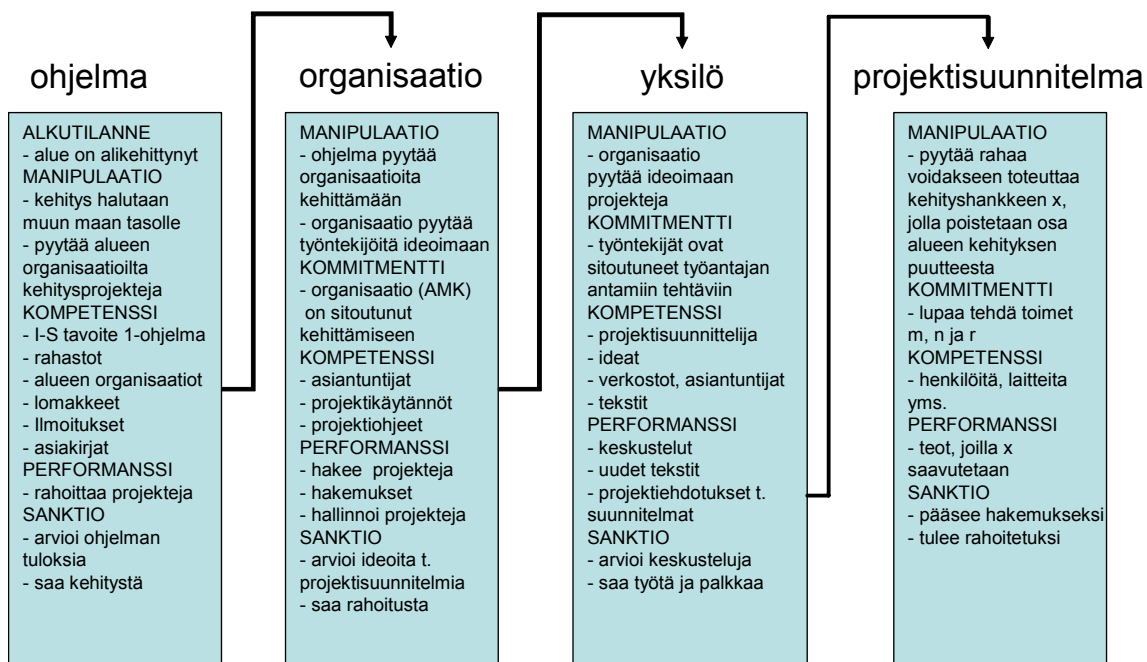 ohjelma
ALKUTILANNE
- alue on alikehittynyt
MANIPULAATIO
- kehitys halutaan
muun maan tasolle
- pyytää alueen
organisaatioilta
kehitysprojekteja
KOMPETENSSI
- I-S tavoite 1-ohjelma
- rahastot
- alueen organisaatiot
- lomakkeet
- Ilmoitukset
- asiakirjat
PERFORMANSSI
- rahoittaa projekteja
SANKTIO
- arvioi ohjelman
tuloksia
- saa kehitystä
organisaatio
MANIPULAATIO
- ohjelma pyytää
organisaatioita
kehittämään
- organisaatio pyytää
työntekijöitä ideoimaan
KOMMITMENTTI
- organisaatio (AMK)
on sitoutunut
kehittämiseen
KOMPETENSSI
- asiantuntijat
- projektikäytännöt
- projektiohjeet
PERFORMANSSI
- hakee projekteja
- hakemukset
- hallinnoi projekteja
SANKTIO
- arvioi ideoita t.
projektisuunnitelmia
- saa rahoitusta
yksilö
MANIPULAATIO
- organisaatio
pyytää ideoimaan
projekteja
KOMMITMENTTI
- työntekijät ovat
sitoutuneet työantajan
antamiin tehtäviin
KOMPETENSSI
- projektisuunnittelija
- ideat
- verkostot, asiantuntijat
- tekstit
PERFORMANSSI
- keskustelut
- uudet tekstit
- projektiehdotukset t.
suunnitelmat
SANKTIO
- arvioi keskusteluja
- saa työtä ja palkkaa
projektisuunnitelma
MANIPULAATIO
- pyytää rahaa
voidakseen toteuttaa
kehityshankkeen x,
jolla poistetaan osa
alueen kehityksen
puutteesta
KOMMITMENTTI
- lupaa tehdä toimet
m, n ja r
KOMPETENSSI
- henkilöitä, laitteita
yms.
PERFORMANSSI
- teot, joilla x
saavutetaan
SANKTIO
- pääsee hakemukseksi
- tulee rahoitetuksi